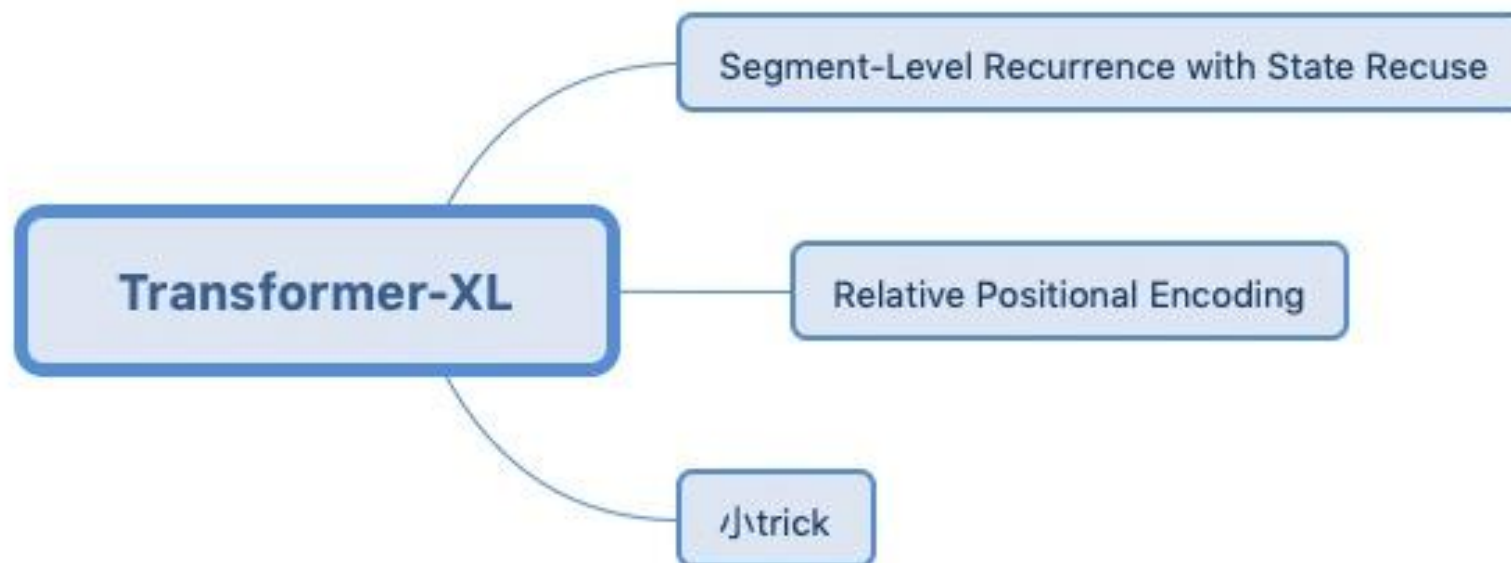 Segment-Level Recurrence with State Recuse
Transformer-XL
Relative Positional Encoding
小trick